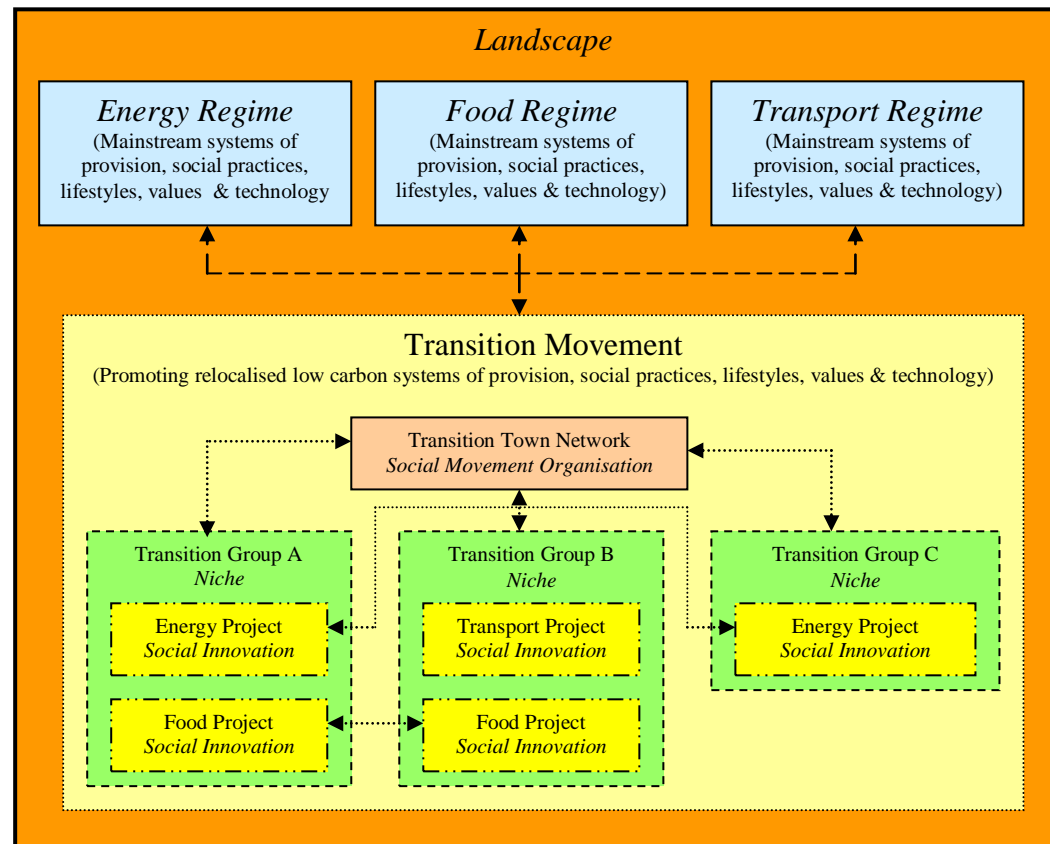 Landscape
Energy Regime
(Mainstream systems of
provision, social practices,
lifestyles, values & technology
Food Regime
(Mainstream systems of
provision, social practices,
lifestyles, values & technology)
Transport Regime
(Mainstream systems of
provision, social practices,
lifestyles, values & technology)
Transition Movement
(Promoting relocalised low carbon systems of provision, social practices, lifestyles, values & technology)
Transition Town Network
Social Movement Organisation
Transition Group A
Niche
Energy Project
Social Innovation
Food Project
Social Innovation
Transition Group B
Niche
Transport Project
Social Innovation
Food Project
Social Innovation
Transition Group C
Niche
Energy Project
Social Innovation